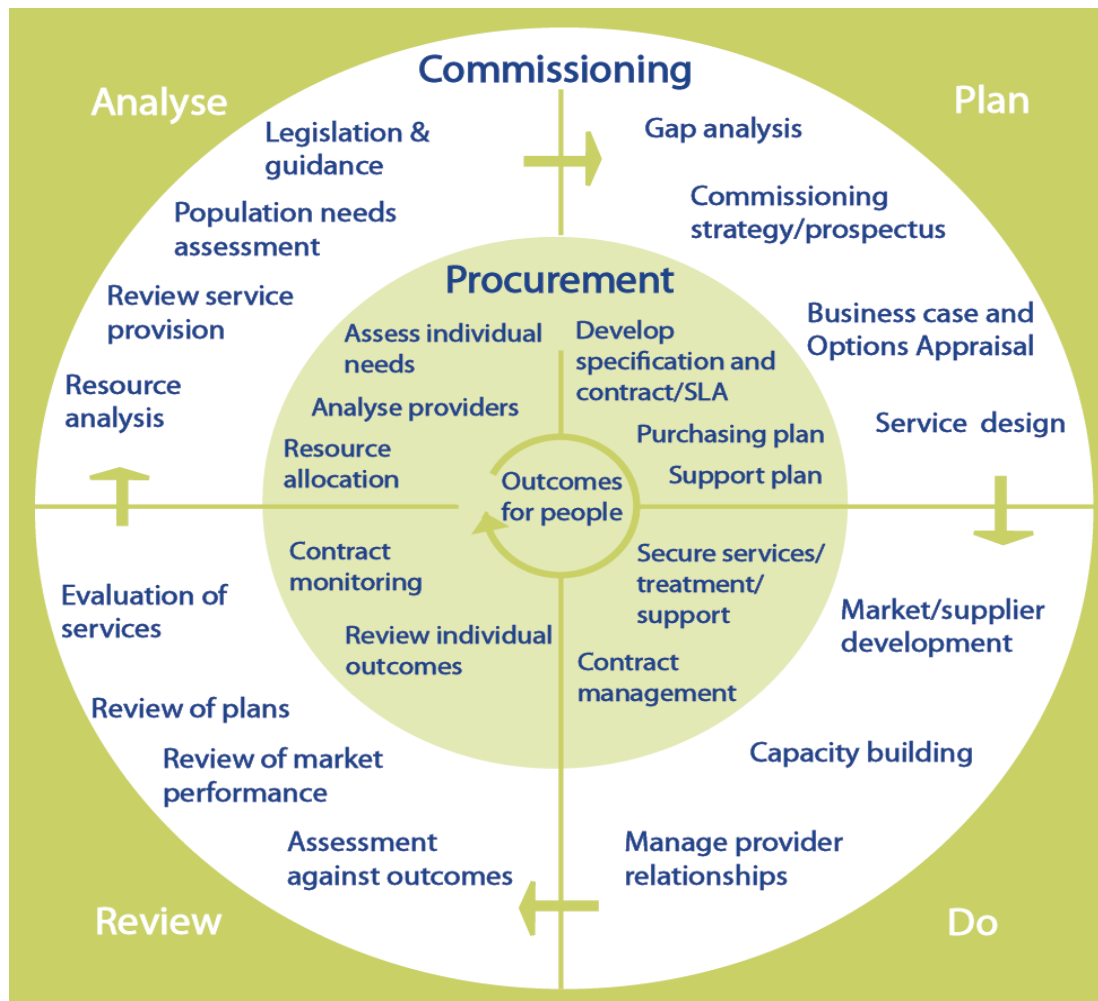 Commissioning
Analyse
Legislation &
guidance
Population needs
assessment
Review service
provision
Resource
analysis
Plan
Gap analysis
Commissioning
strategy/prospectus
Business case and
Options Appraisal
Service design
Procurement
Assess individual
needs
Analyse providers
Resource
allocation
Develop
specification and
contract/SLA
Purchasing plan
Support plan
Outcomes
for people
Contract
monitoring
Review individual
outcomes
Secure services/
treatment/
support
Contract
management
Evaluation of
services
Review of plans
Review of market
performance
Assessment
against outcomes
Review
Market/supplier
development
Capacity building
Manage provider
relationships
Do